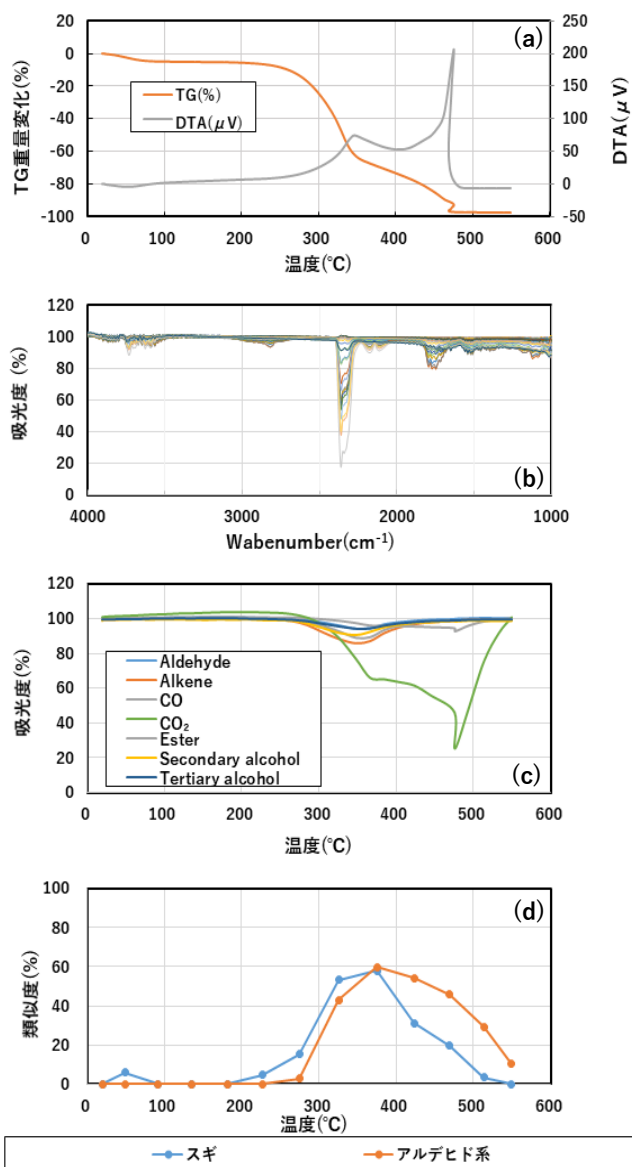 (a)
TG重量変化(%)
0
-20
-40
-60
-80
-100
TG(%)
DTA(μV)
250
200
150
100
50
0
-50
DTA(μV)
0 100 200 300 400 500 600
温度(℃)
(b)
吸光度 (%)
120
100
80
60
40
20
0
4000 3000 2000 1000
Wabenumber(cm⁻¹)
(c)
吸光度(%)
120
100
80
60
40
20
0
Aldehyde
Alkene
CO
CO₂
Ester
Secondary alcohol
Tertiary alcohol
0 100 200 300 400 500 600
温度(℃)
(d)
類似度(%)
100
80
60
40
20
0
0 100 200 300 400 500 600
温度(℃)
スギ アルデヒド系